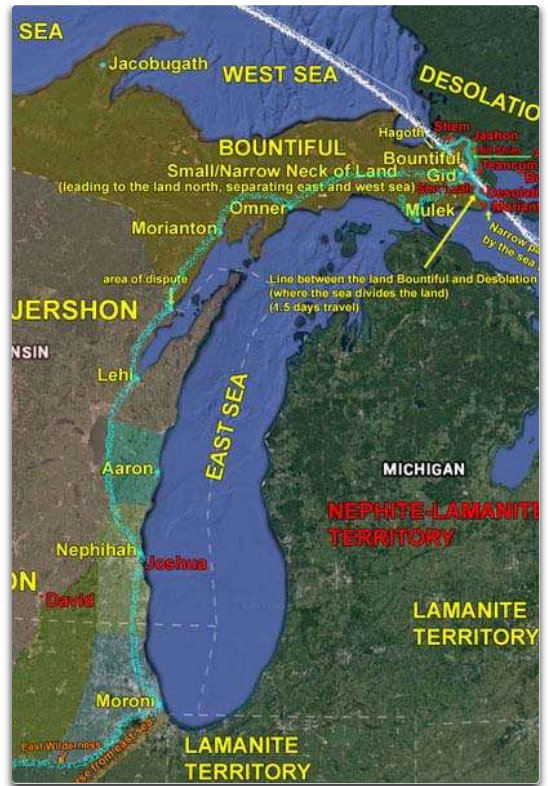 SEA
Jacobugath
WEST SEA
DESOLATIO
Shem
Jashon
Hagoth
BOUNTIFUL
Bountiful
Teancum
Small/Narrow Neck of Land
Gid
(leading to the land north, separating east and west sea)
Omner
Mulek
Morianton
Narrow pa
by the sea
area of dispute
Line between the land Bountiful and Desolation
(where the sea divides the land)
(1.5 days travel)
JERSHON
NSIN
Lehi
EAST SEA
Aaron
MICHIGAN
NEPHITE-LAMANITE
TERRITORY
Nephihah
Joshua
ON
David
LAMANITE
TERRITORY
Moroni
East Wilderness
rse from east sea
LAMANITE
TERRITORY